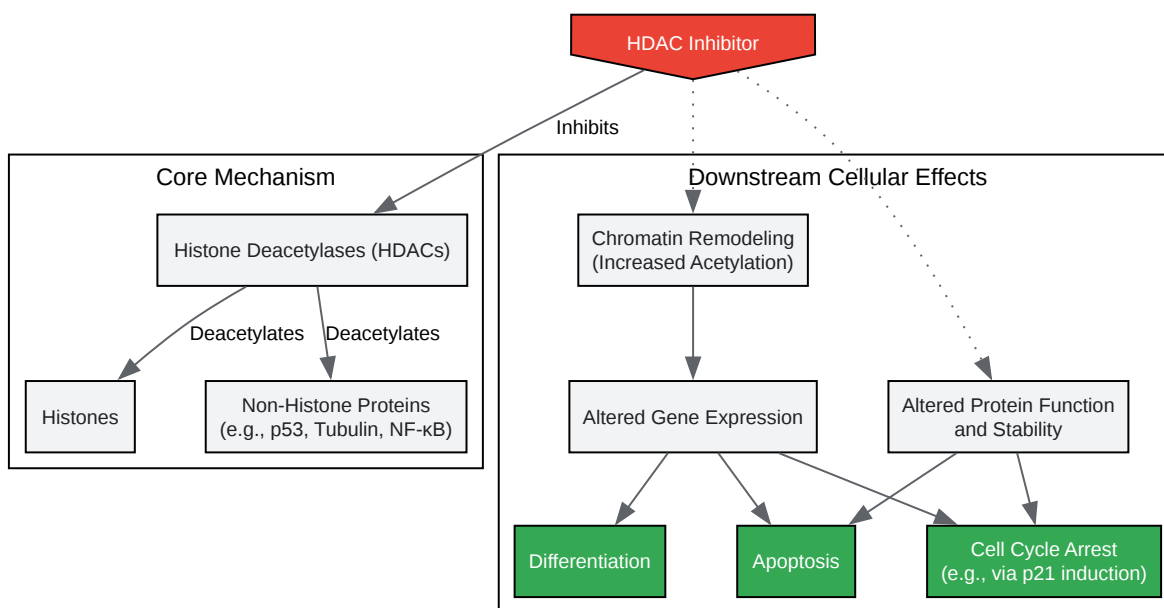 HDAC Inhibitor
Inhibits
Core Mechanism
Downstream Cellular Effects
Histone Deacetylases (HDACs)
Chromatin Remodeling
(Increased Acetylation)
Deacetylates
Deacetylates
Histones
Non-Histone Proteins
(e.g., p53, Tubulin, NF-κB)
Altered Gene Expression
Altered Protein Function
and Stability
Differentiation
Apoptosis
Cell Cycle Arrest
(e.g., via p21 induction)